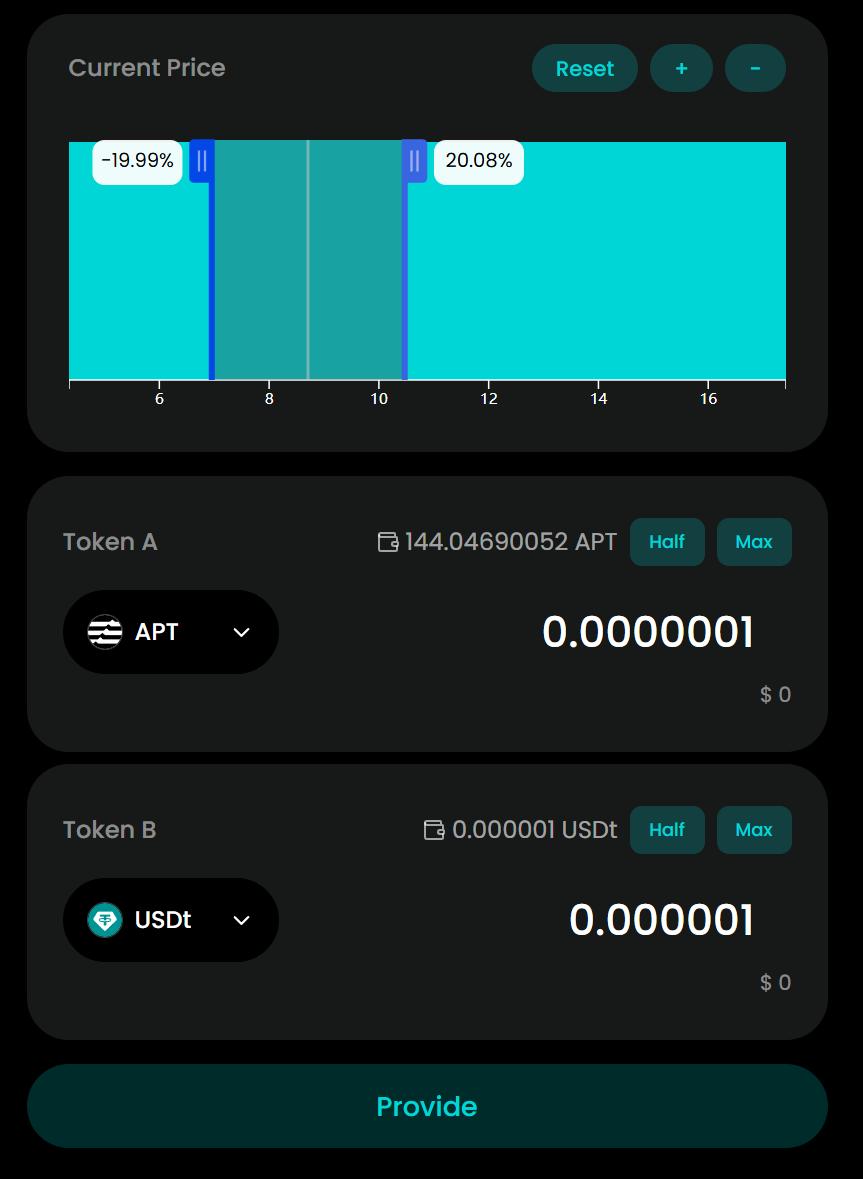 Current Price Reset + -
-19.99% 20.08%
6 8 10 12 14 16
Token A 144.04690052 APT Half Max
APT 0.0000001
$ 0
Token B 0.000001 USDt Half Max
USDt 0.000001
$ 0
Provide